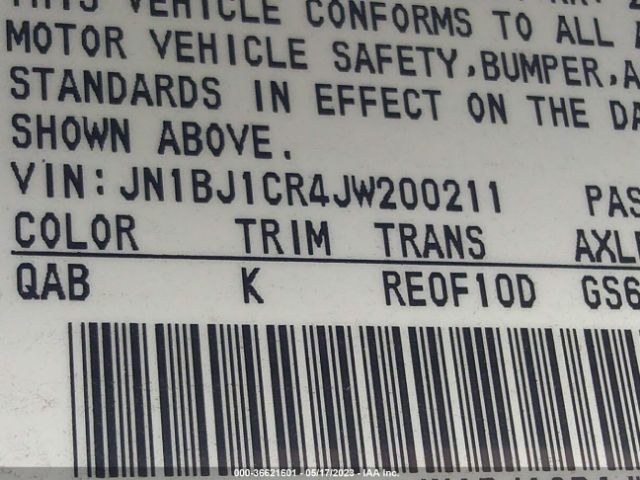 THIS VEHICLE CONFORMS TO ALL
MOTOR VEHICLE SAFETY, BUMPER, A
STANDARDS IN EFFECT ON THE DA
SHOWN ABOVE.
VIN: JN1BJ1CR4JW200211 PAS
COLOR TRIM TRANS AXLE
QAB K RE0F10D GS6
000-36621601 - 05/17/2023 - IAA Inc.